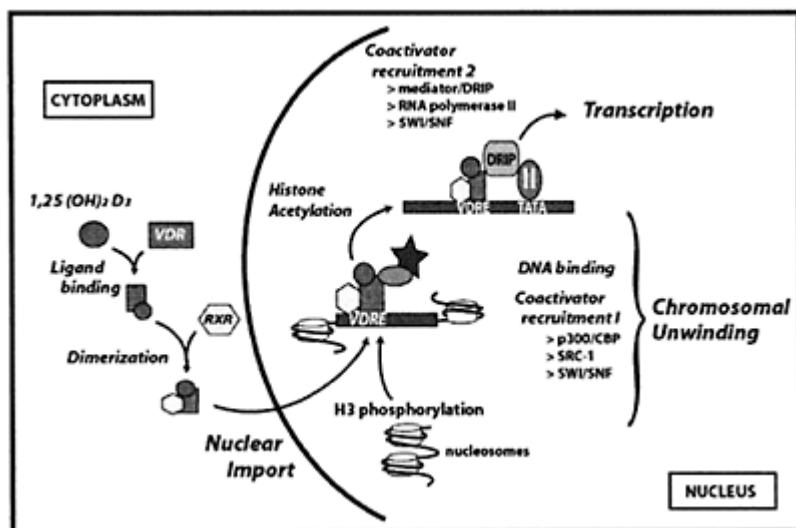 CYTOPLASM
1,25 (OH)₂ D₃
VDR
Ligand
binding
RXR
Dimerization
Nuclear
Import
Coactivator
recruitment 2
> mediator/DRIP
> RNA polymerase II
> SWI/SNF
Transcription
DRIP
II
VDRE
TATA
Histone
Acetylation
VDRE
DNA binding
Coactivator
recruitment I
> p300/CBP
> SRC-1
> SWI/SNF
Chromosomal
Unwinding
H3 phosphorylation
nucleosomes
NUCLEUS